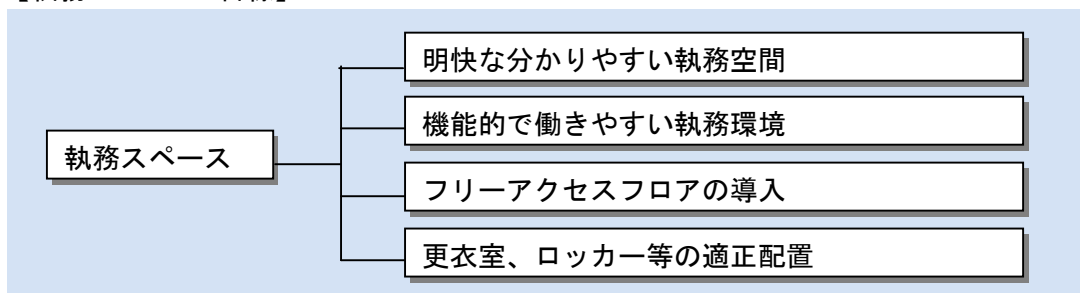 執務スペース
明快な分かりやすい執務空間
機能的で働きやすい執務環境
フリーアクセスフロアの導入
更衣室、ロッカー等の適正配置